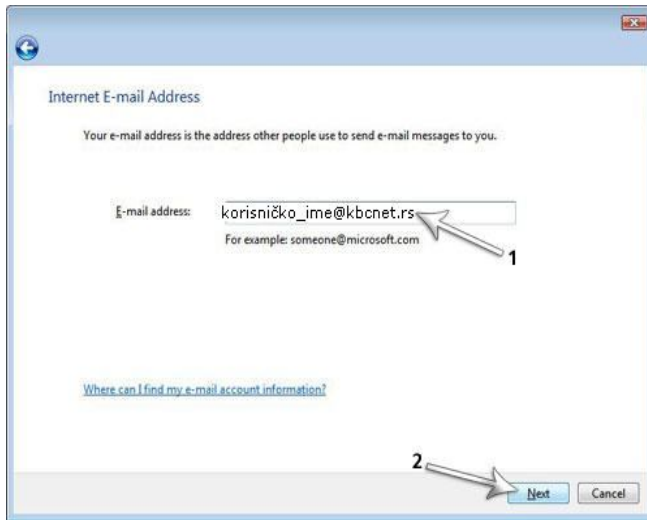 Internet E-mail Address
Your e-mail address is the address other people use to send e-mail messages to you.
E-mail address: korisničko_ime@kbcnet.rs
For example: someone@microsoft.com
1
Where can I find my e-mail account information?
2
Next Cancel